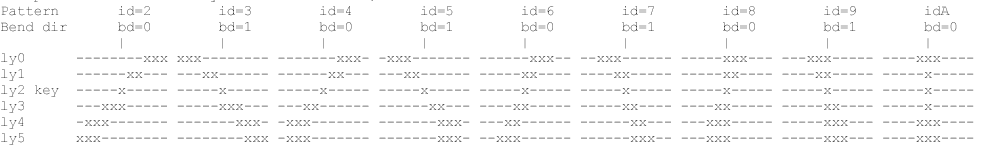 Pattern       id=2        id=3        id=4        id=5        id=6        id=7        id=8        id=9        idA
Bend dir      bd=0        bd=1        bd=0        bd=1        bd=0        bd=1        bd=0        bd=1        bd=0
              |           |           |           |           |           |           |           |           |
ly0      --------xxx xxx-------- -------xxx- -xxx------- ------xxx-- --xxx------ -----xxx--- ---xxx----- ----xxx----
ly1      ------xx--- ---xx------ ------xx--- ---xx------ -----xx---- ----xx----- -----xx---- ----xx----- -----x-----
ly2 key  -----x----- -----x----- -----x----- -----x----- -----x----- -----x----- -----x----- -----x----- -----x-----
ly3      ---xxx----- -----xxx--- ---xx------ ------xx--- ----xx----- -----xx---- ----xx----- -----xx---- -----x-----
ly4      -xxx------- -------xxx- -xxx------- -------xxx- ---xx------ ------xx--- ---xxx----- -----xxx--- ----xxx----
ly5      xxx-------- --------xxx -xxx------- -------xxx- --xxx------ ------xxx-- ---xxx----- -----xxx--- ----xxx----